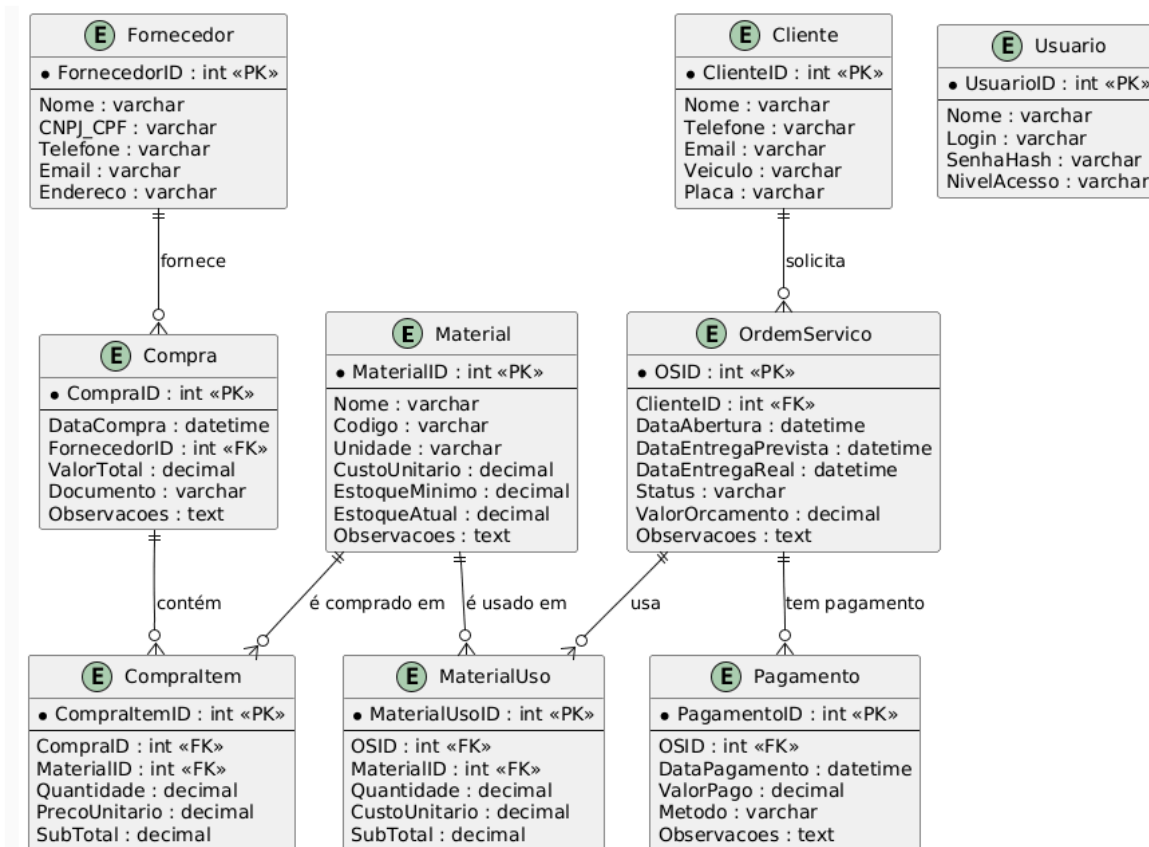 E Fornecedor
• FornecedorID : int «PK»
Nome : varchar
CNPJ_CPF : varchar
Telefone : varchar
Email : varchar
Endereco : varchar
E Cliente
• ClienteID : int «PK»
Nome : varchar
Telefone : varchar
Email : varchar
Veiculo : varchar
Placa : varchar
E Usuario
• UsuarioID : int «PK»
Nome : varchar
Login : varchar
SenhaHash : varchar
NivelAcesso : varchar
fornece
solicita
E Compra
• CompraID : int «PK»
DataCompra : datetime
FornecedorID : int «FK»
ValorTotal : decimal
Documento : varchar
Observacoes : text
E Material
• MaterialID : int «PK»
Nome : varchar
Codigo : varchar
Unidade : varchar
CustoUnitario : decimal
EstoqueMinimo : decimal
EstoqueAtual : decimal
Observacoes : text
E OrdemServico
• OSID : int «PK»
ClienteID : int «FK»
DataAbertura : datetime
DataEntregaPrevista : datetime
DataEntregaReal : datetime
Status : varchar
ValorOrcamento : decimal
Observacoes : text
contém
é comprado em
é usado em
usa
tem pagamento
E CompraItem
• CompraItemID : int «PK»
CompraID : int «FK»
MaterialID : int «FK»
Quantidade : decimal
PrecoUnitario : decimal
SubTotal : decimal
E MaterialUso
• MaterialUsoID : int «PK»
OSID : int «FK»
MaterialID : int «FK»
Quantidade : decimal
CustoUnitario : decimal
SubTotal : decimal
E Pagamento
• PagamentoID : int «PK»
OSID : int «FK»
DataPagamento : datetime
ValorPago : decimal
Metodo : varchar
Observacoes : text